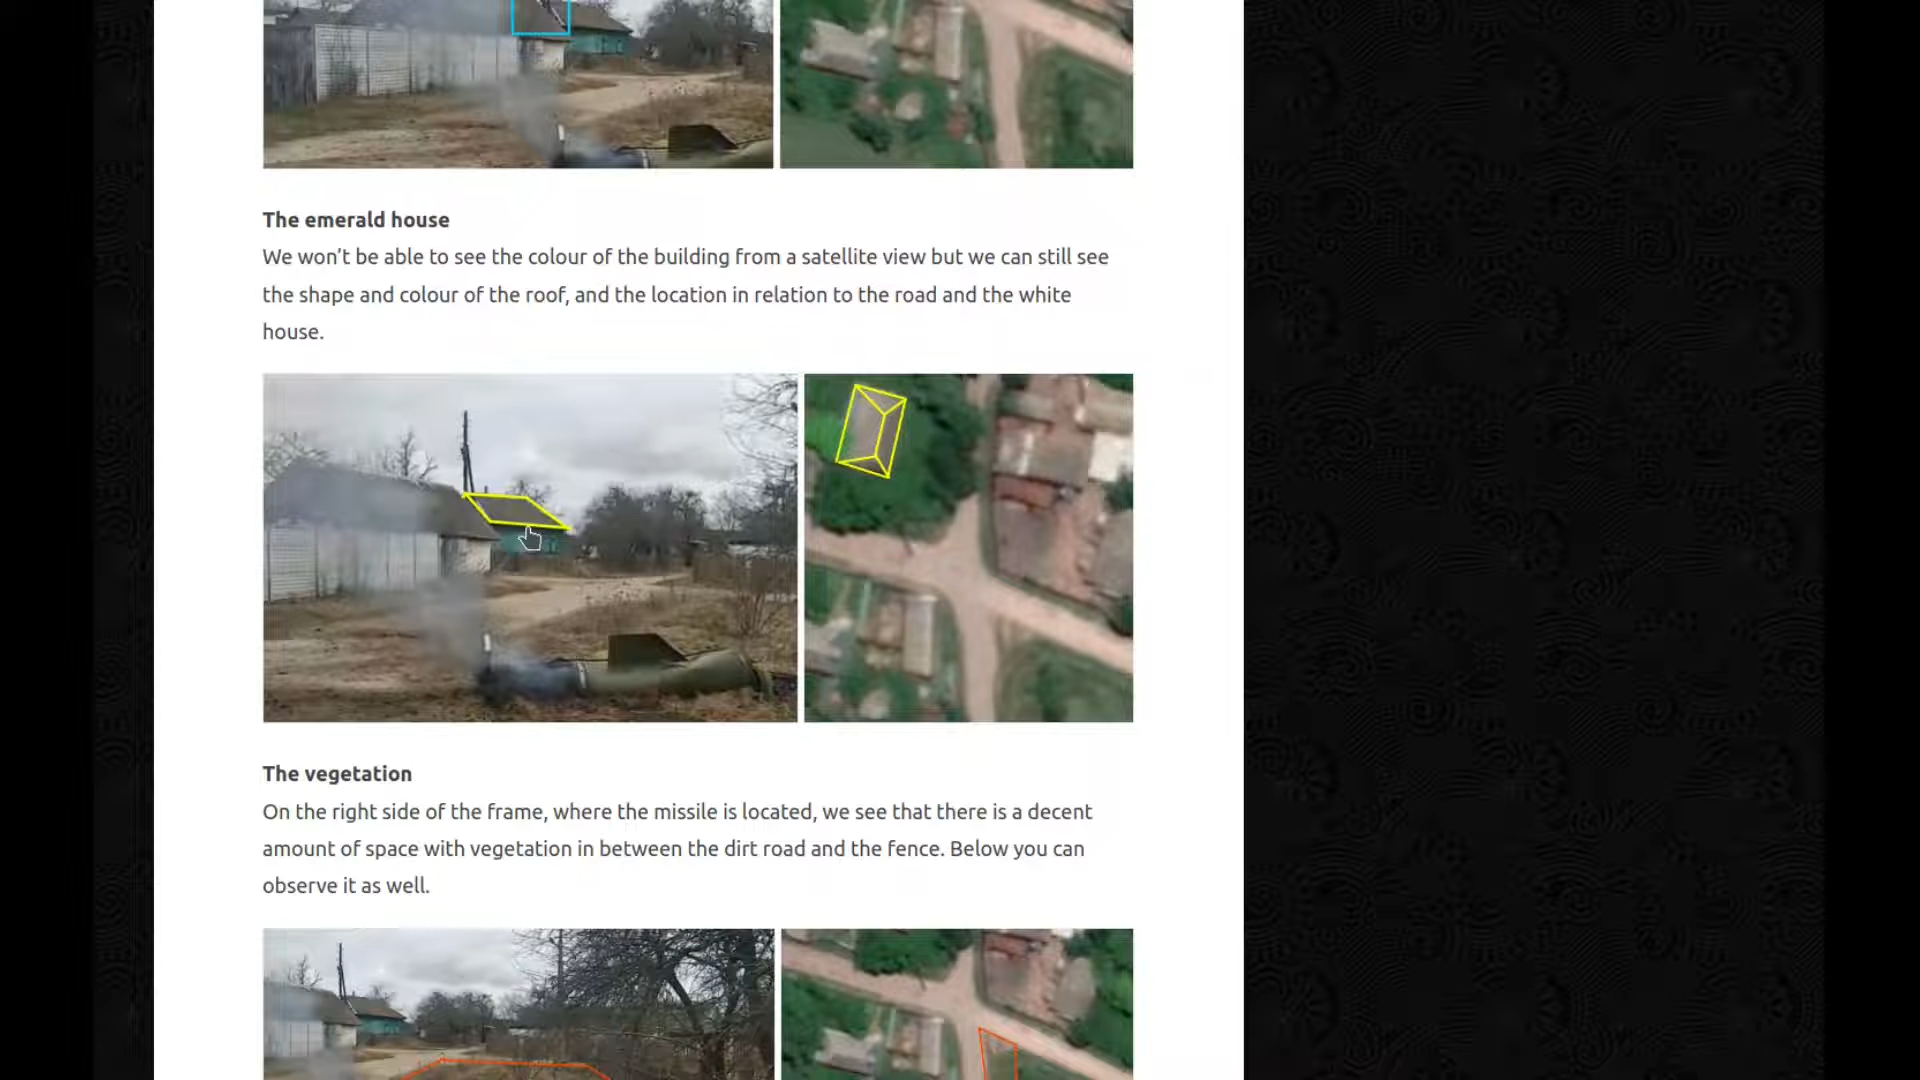 The emerald house
We won’t be able to see the colour of the building from a satellite view but we can still see
the shape and colour of the roof, and the location in relation to the road and the white
house.
The vegetation
On the right side of the frame, where the missile is located, we see that there is a decent
amount of space with vegetation in between the dirt road and the fence. Below you can
observe it as well.